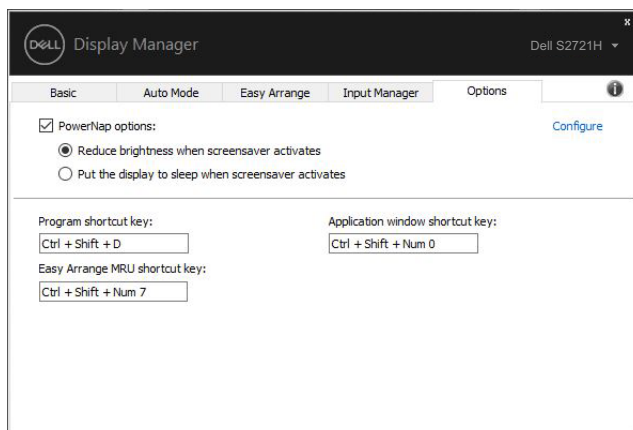 x
DELL Display Manager
Dell S2721H
Basic Auto Mode Easy Arrange Input Manager Options i
PowerNap options: Configure
Reduce brightness when screensaver activates
Put the display to sleep when screensaver activates
Program shortcut key: Application window shortcut key:
Ctrl + Shift + D Ctrl + Shift + Num 0
Easy Arrange MRU shortcut key:
Ctrl + Shift + Num 7